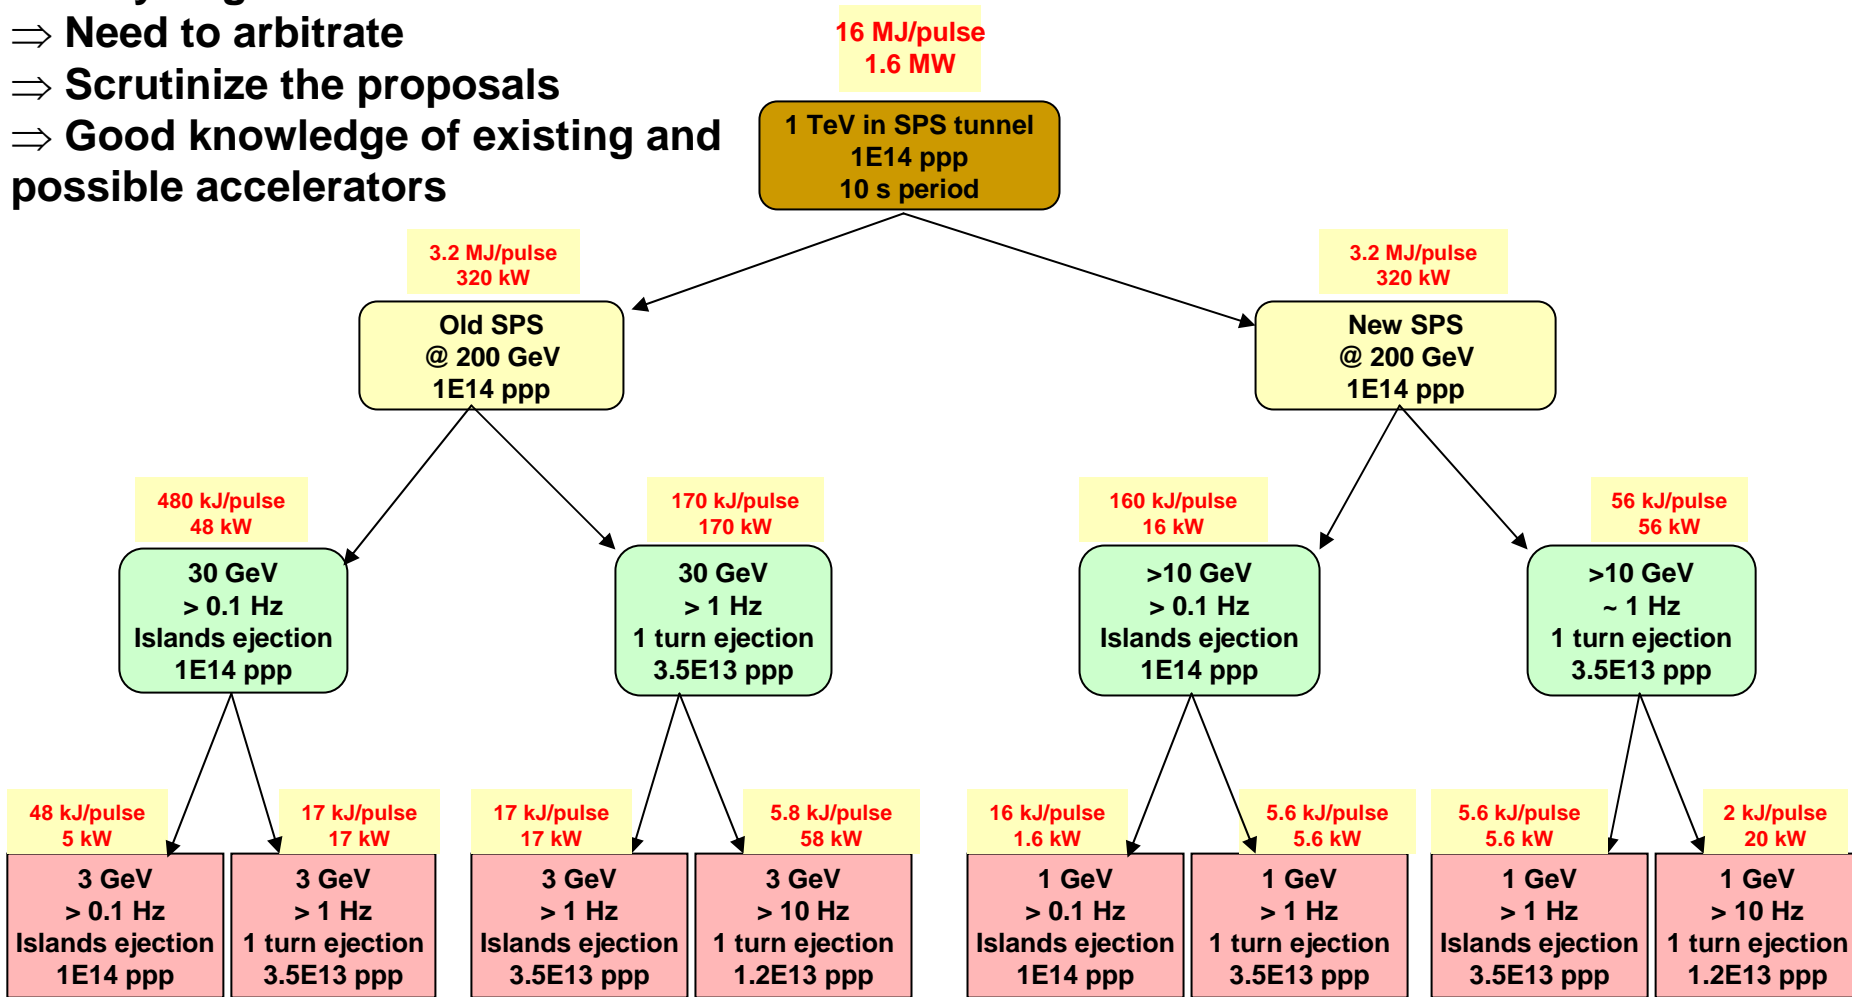 ⇒ Need to arbitrate
⇒ Scrutinize the proposals
⇒ Good knowledge of existing and
possible accelerators
16 MJ/pulse
1.6 MW
1 TeV in SPS tunnel
1E14 ppp
10 s period
3.2 MJ/pulse
320 kW
Old SPS
@ 200 GeV
1E14 ppp
3.2 MJ/pulse
320 kW
New SPS
@ 200 GeV
1E14 ppp
480 kJ/pulse
48 kW
30 GeV
> 0.1 Hz
Islands ejection
1E14 ppp
170 kJ/pulse
170 kW
30 GeV
> 1 Hz
1 turn ejection
3.5E13 ppp
160 kJ/pulse
16 kW
>10 GeV
> 0.1 Hz
Islands ejection
1E14 ppp
56 kJ/pulse
56 kW
>10 GeV
~ 1 Hz
1 turn ejection
3.5E13 ppp
48 kJ/pulse
5 kW
3 GeV
> 0.1 Hz
Islands ejection
1E14 ppp
17 kJ/pulse
17 kW
3 GeV
> 1 Hz
1 turn ejection
3.5E13 ppp
17 kJ/pulse
17 kW
3 GeV
> 1 Hz
Islands ejection
3.5E13 ppp
5.8 kJ/pulse
58 kW
3 GeV
> 10 Hz
1 turn ejection
1.2E13 ppp
16 kJ/pulse
1.6 kW
1 GeV
> 0.1 Hz
Islands ejection
1E14 ppp
5.6 kJ/pulse
5.6 kW
1 GeV
> 1 Hz
1 turn ejection
3.5E13 ppp
5.6 kJ/pulse
5.6 kW
1 GeV
> 1 Hz
Islands ejection
3.5E13 ppp
2 kJ/pulse
20 kW
1 GeV
> 10 Hz
1 turn ejection
1.2E13 ppp